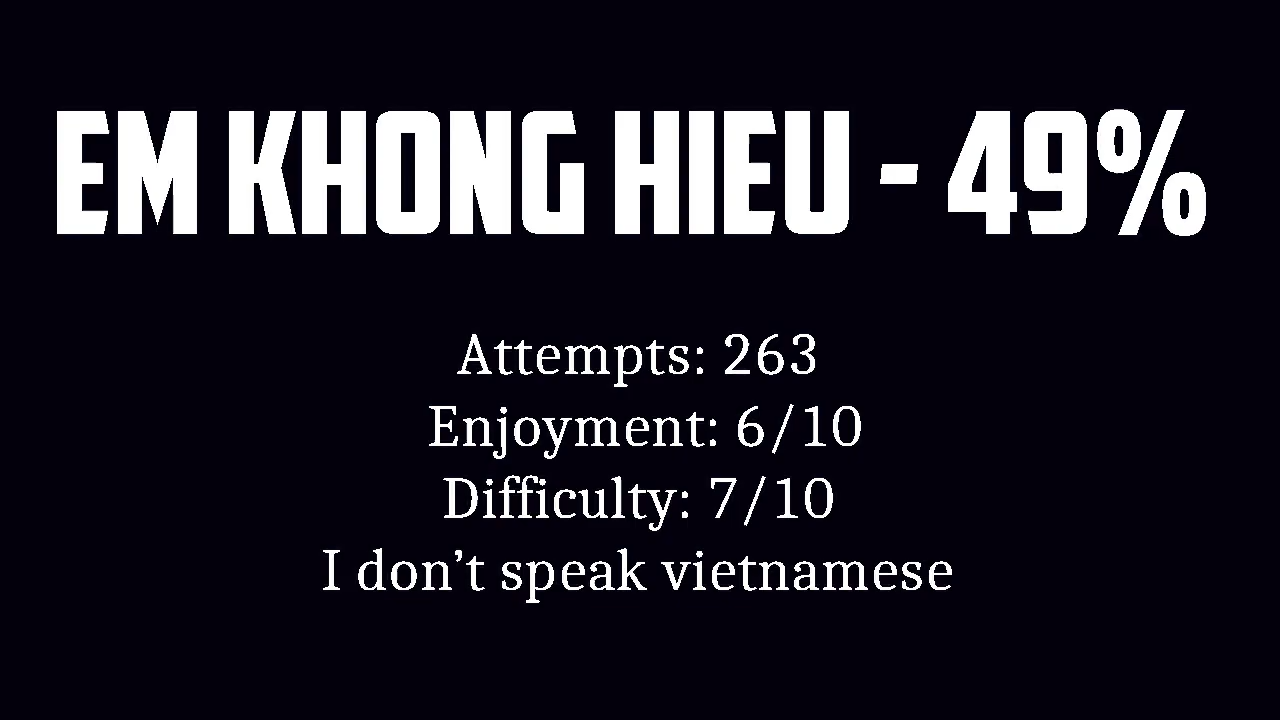 EM KHONG HIEU - 49%
Attempts: 263
Enjoyment: 6/10
Difficulty: 7/10
I don’t speak vietnamese